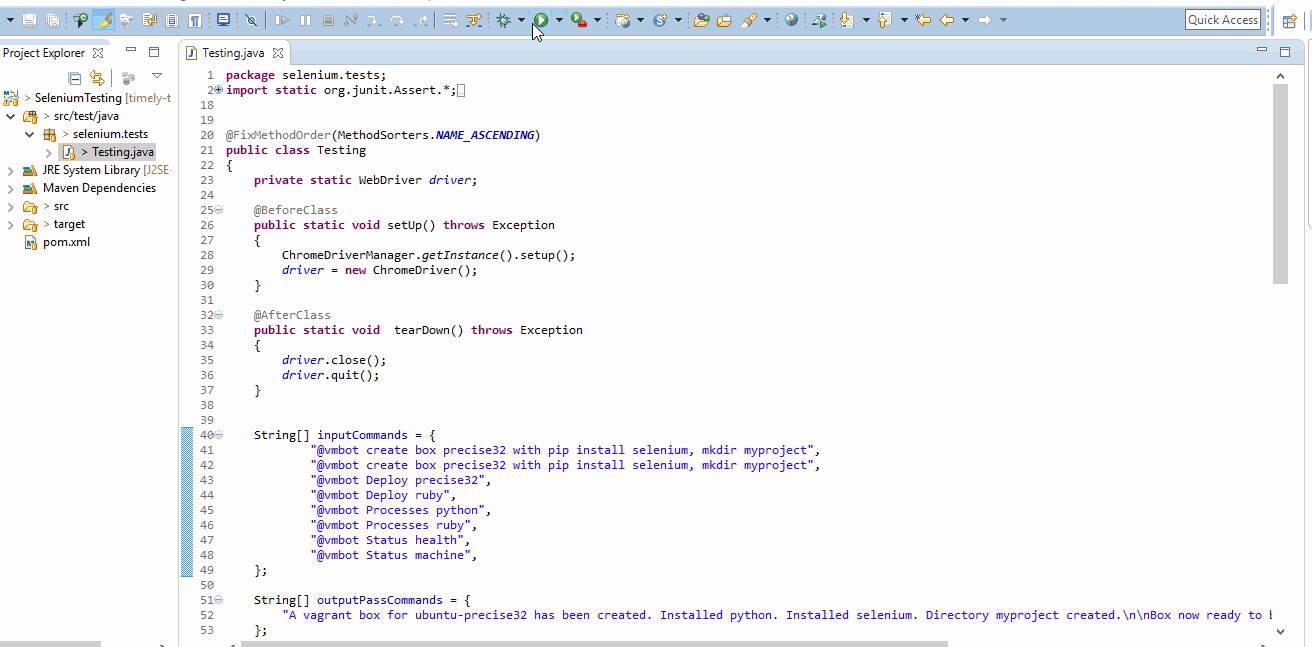 Quick Access
Project Explorer
> SeleniumTesting [timely-t
> src/test/java
> selenium.tests
> Testing.java
JRE System Library [J2SE-
Maven Dependencies
> src
> target
pom.xml
Testing.java
1 package selenium.tests;
2 import static org.junit.Assert.*;
18
19
20 @FixMethodOrder(MethodSorters.NAME_ASCENDING)
21 public class Testing
22 {
23     private static WebDriver driver;
24
25     @BeforeClass
26     public static void setUp() throws Exception
27     {
28         ChromeDriverManager.getInstance().setup();
29         driver = new ChromeDriver();
30     }
31
32     @AfterClass
33     public static void  tearDown() throws Exception
34     {
35         driver.close();
36         driver.quit();
37     }
38
39
40     String[] inputCommands = {
41             "@vmbot create box precise32 with pip install selenium, mkdir myproject",
42             "@vmbot create box precise32 with pip install selenium, mkdir myproject",
43             "@vmbot Deploy precise32",
44             "@vmbot Deploy ruby",
45             "@vmbot Processes python",
46             "@vmbot Processes ruby",
47             "@vmbot Status health",
48             "@vmbot Status machine",
49     };
50
51     String[] outputPassCommands = {
52         "A vagrant box for ubuntu-precise32 has been created. Installed python. Installed selenium. Directory myproject created.\n\nBox now ready to
53     };